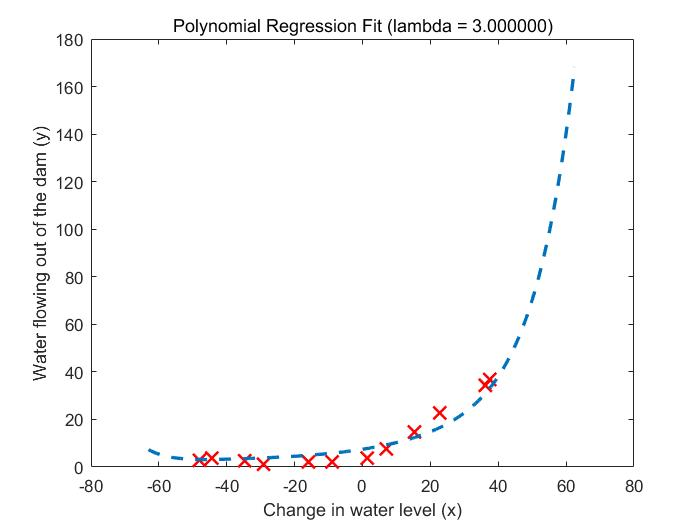 Polynomial Regression Fit (lambda = 3.000000)
180
160
140
120
100
80
60
40
20
0
Water flowing out of the dam (y)
-80 -60 -40 -20 0 20 40 60 80
Change in water level (x)